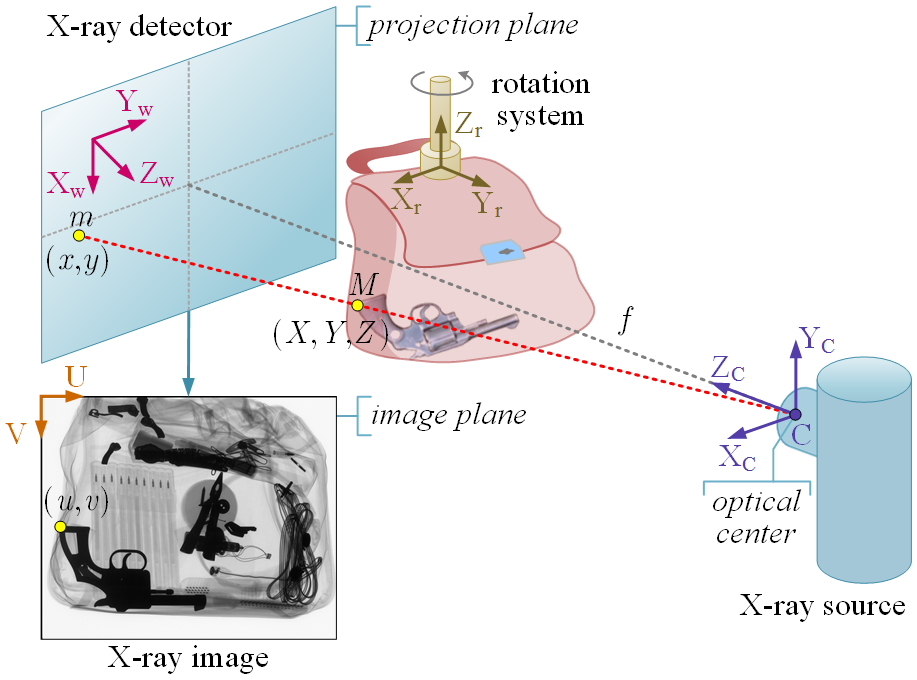 X-ray detector
projection plane
rotation
system
Y_w
Z_r
Z_w
X_w
X_r
Y_r
m
(x,y)
M
(X,Y,Z)
f
Y_C
Z_C
U
V
image plane
C
X_C
(u,v)
optical
center
X-ray source
X-ray image